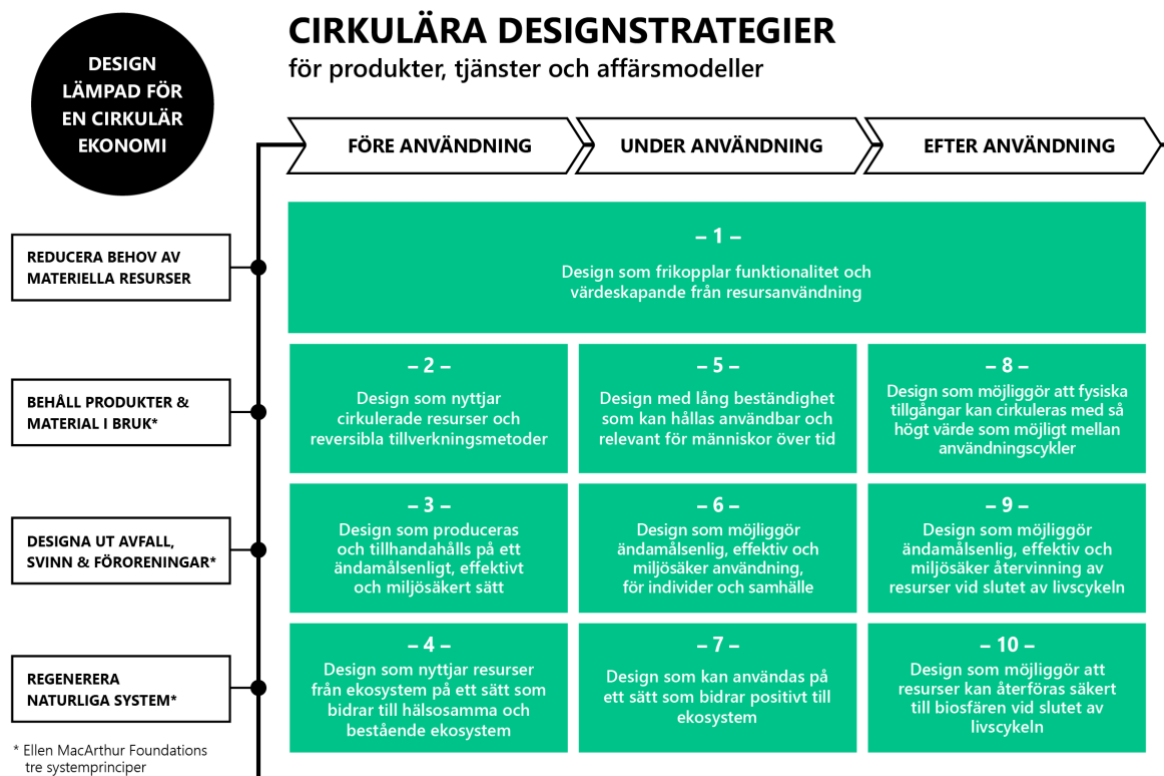 DESIGN
LÄMPAD FÖR
EN CIRKULÄR
EKONOMI
CIRKULÄRA DESIGNSTRATEGIER
för produkter, tjänster och affärsmodeller
FÖRE ANVÄNDNING
UNDER ANVÄNDNING
EFTER ANVÄNDNING
REDUCERA BEHOV AV
MATERIELLA RESURSER
– 1 –
Design som frikopplar funktionalitet och
värdeskapande från resursanvändning
BEHÅLL PRODUKTER &
MATERIAL I BRUK*
– 2 –
Design som nyttjar
cirkulerade resurser och
reversibla tillverkningsmetoder
– 5 –
Design med lång beständighet
som kan hållas användbar och
relevant för människor över tid
– 8 –
Design som möjliggör att fysiska
tillgångar kan cirkuleras med så
högt värde som möjligt mellan
användningscykler
DESIGNA UT AVFALL,
SVINN & FÖRORENINGAR*
– 3 –
Design som produceras
och tillhandahålls på ett
ändamålsenligt, effektivt
och miljösäkert sätt
– 6 –
Design som möjliggör
ändamålsenlig, effektiv och
miljösäker användning,
för individer och samhälle
– 9 –
Design som möjliggör
ändamålsenlig, effektiv och
miljösäker återvinning av
resurser vid slutet av livscykeln
REGENERERA
NATURLIGA SYSTEM*
– 4 –
Design som nyttjar resurser
från ekosystem på ett sätt som
bidrar till hälsosamma och
bestående ekosystem
– 7 –
Design som kan användas på
ett sätt som bidrar positivt till
ekosystem
– 10 –
Design som möjliggör att
resurser kan återföras säkert
till biosfären vid slutet av
livscykeln
* Ellen MacArthur Foundations
tre systemprinciper